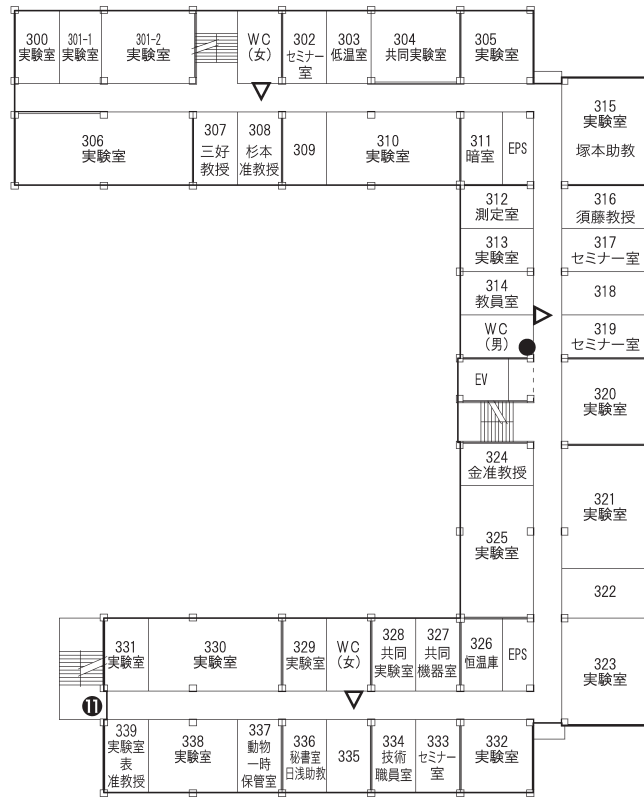 300
実験室
301-1
実験室
301-2
実験室
WC
(女)
302
セミナー
室
303
低温室
304
共同実験室
305
実験室
306
実験室
307
三好
教授
308
杉本
准教授
309
310
実験室
311
暗室
EPS
315
実験室
塚本助教
312
測定室
316
須藤教授
313
実験室
317
セミナー室
314
教員室
318
WC
(男)
319
セミナー室
EV
320
実験室
324
金准教授
321
実験室
325
実験室
322
323
実験室
331
実験室
330
実験室
329
実験室
WC
(女)
328
共同
実験室
327
共同
機器室
326
恒温庫
EPS
11
339
実験室
表
准教授
338
実験室
337
動物
一時
保管室
336
秘書室
日浅助教
335
334
技術
職員室
333
セミナー
室
332
実験室